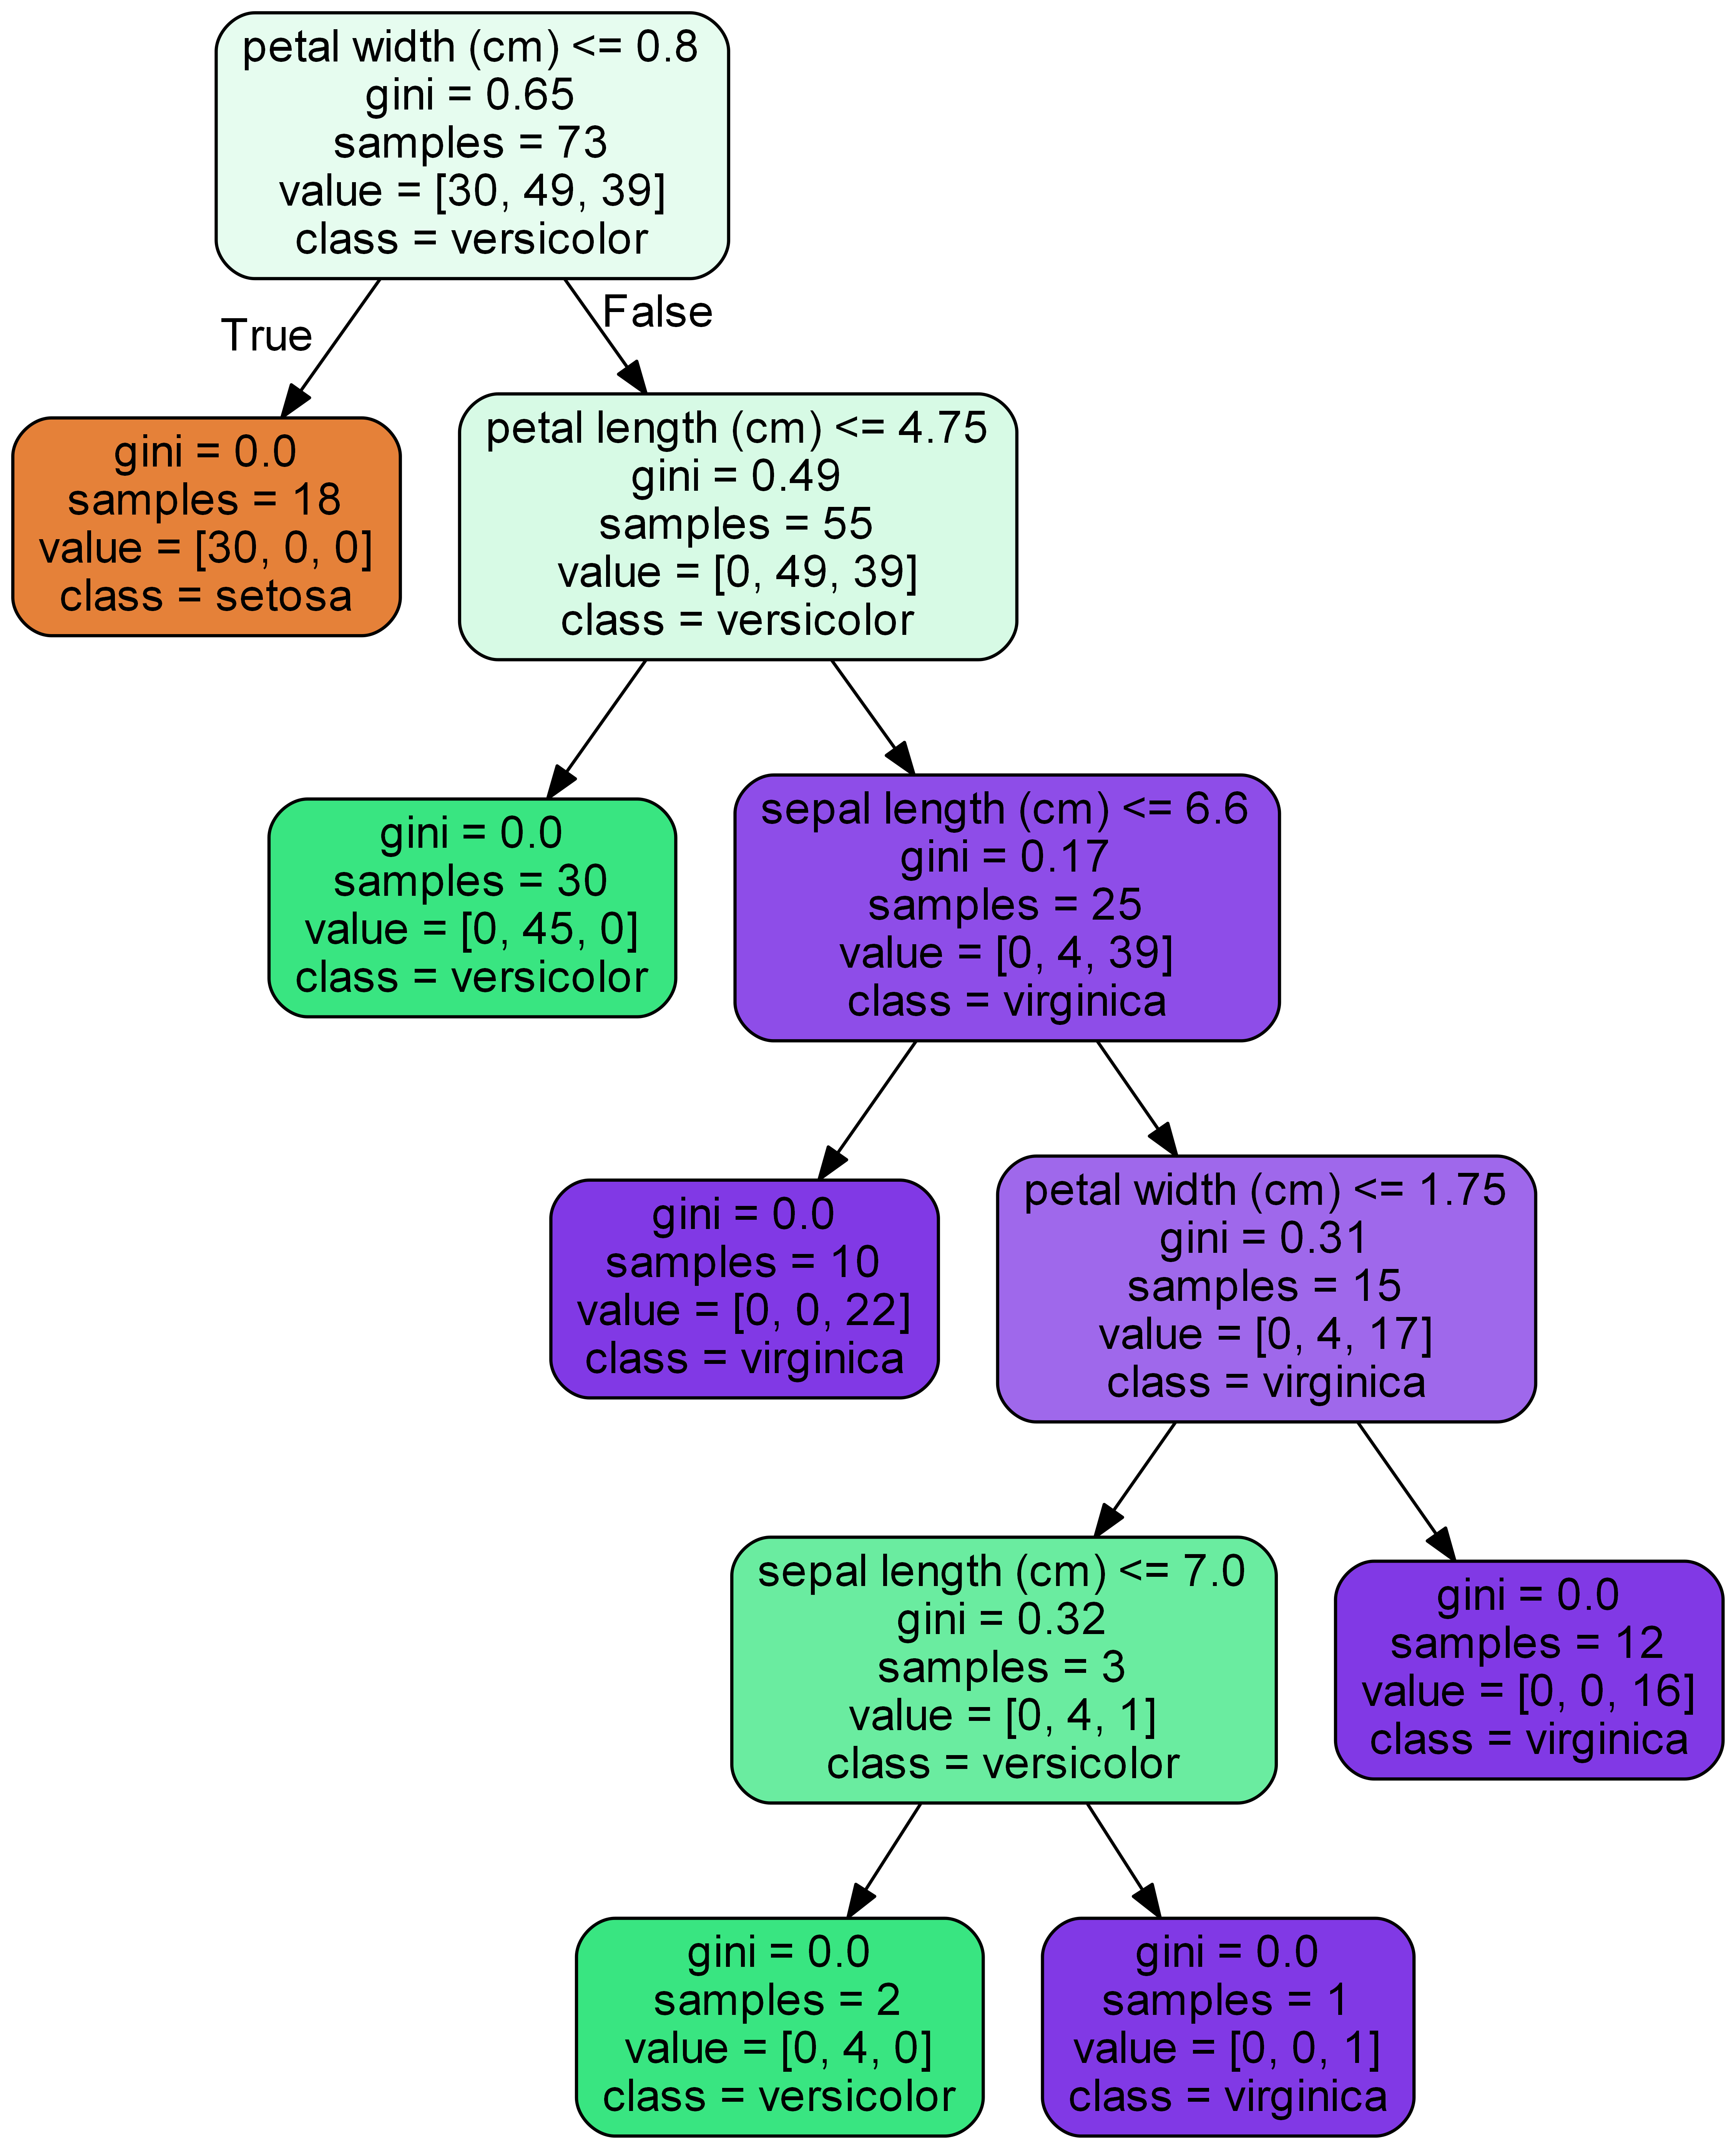 petal width (cm) <= 0.8
gini = 0.65
samples = 73
value = [30, 49, 39]
class = versicolor
True
False
gini = 0.0
samples = 18
value = [30, 0, 0]
class = setosa
petal length (cm) <= 4.75
gini = 0.49
samples = 55
value = [0, 49, 39]
class = versicolor
gini = 0.0
samples = 30
value = [0, 45, 0]
class = versicolor
sepal length (cm) <= 6.6
gini = 0.17
samples = 25
value = [0, 4, 39]
class = virginica
gini = 0.0
samples = 10
value = [0, 0, 22]
class = virginica
petal width (cm) <= 1.75
gini = 0.31
samples = 15
value = [0, 4, 17]
class = virginica
sepal length (cm) <= 7.0
gini = 0.32
samples = 3
value = [0, 4, 1]
class = versicolor
gini = 0.0
samples = 12
value = [0, 0, 16]
class = virginica
gini = 0.0
samples = 2
value = [0, 4, 0]
class = versicolor
gini = 0.0
samples = 1
value = [0, 0, 1]
class = virginica